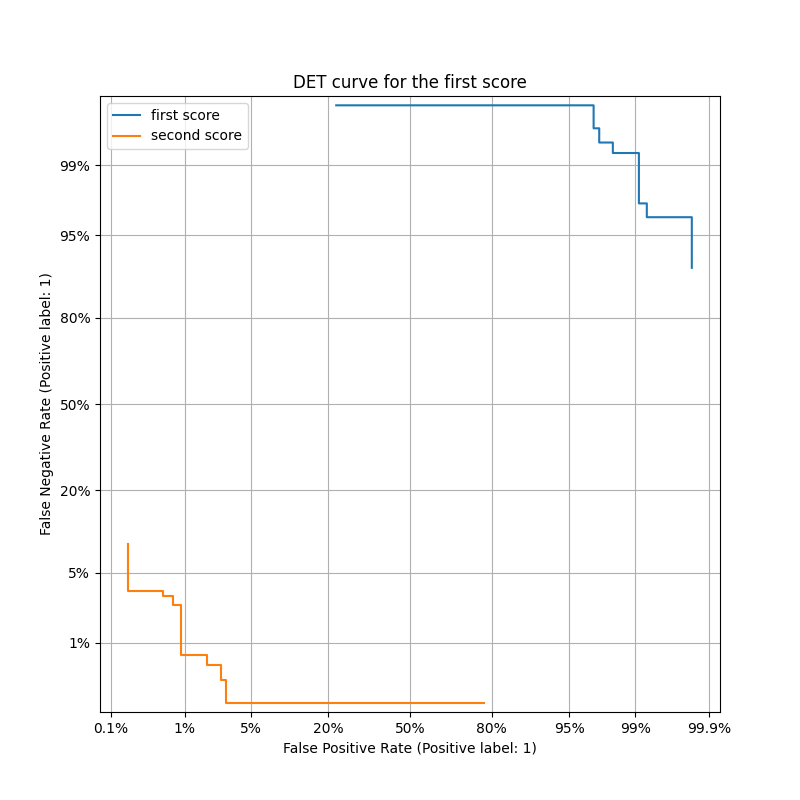 DET curve for the first score
first score
second score
99%
95%
80%
50%
20%
5%
1%
False Negative Rate (Positive label: 1)
0.1% 1% 5% 20% 50% 80% 95% 99% 99.9%
False Positive Rate (Positive label: 1)